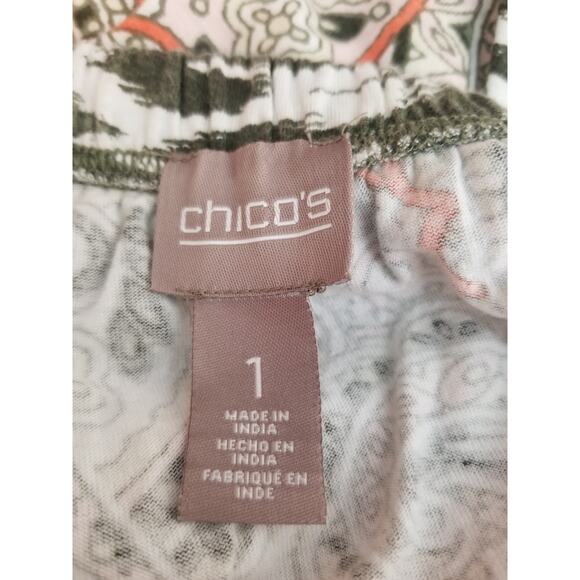 chico's
1
MADE IN
INDIA
HECHO EN
INDIA
FABRIQUÉ EN
INDE